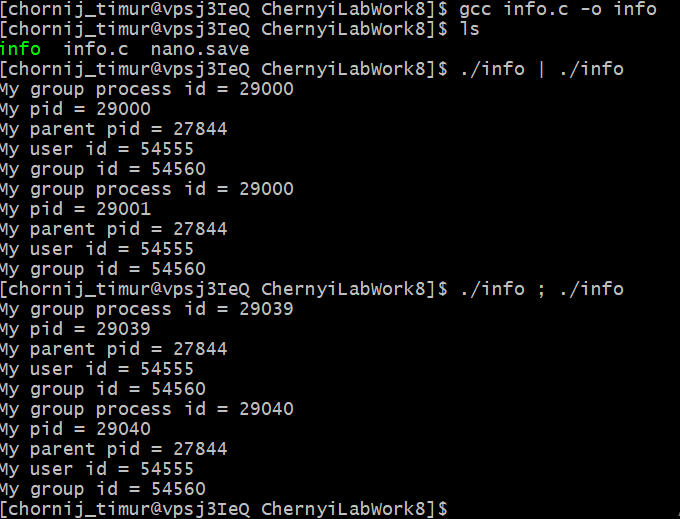 [chornij_timur@vpsj3IeQ ChernyiLabWork8]$ gcc info.c -o info
[chornij_timur@vpsj3IeQ ChernyiLabWork8]$ ls
info  info.c  nano.save
[chornij_timur@vpsj3IeQ ChernyiLabWork8]$ ./info | ./info
My group process id = 29000
My pid = 29000
My parent pid = 27844
My user id = 54555
My group id = 54560
My group process id = 29000
My pid = 29001
My parent pid = 27844
My user id = 54555
My group id = 54560
[chornij_timur@vpsj3IeQ ChernyiLabWork8]$ ./info ; ./info
My group process id = 29039
My pid = 29039
My parent pid = 27844
My user id = 54555
My group id = 54560
My group process id = 29040
My pid = 29040
My parent pid = 27844
My user id = 54555
My group id = 54560
[chornij_timur@vpsj3IeQ ChernyiLabWork8]$